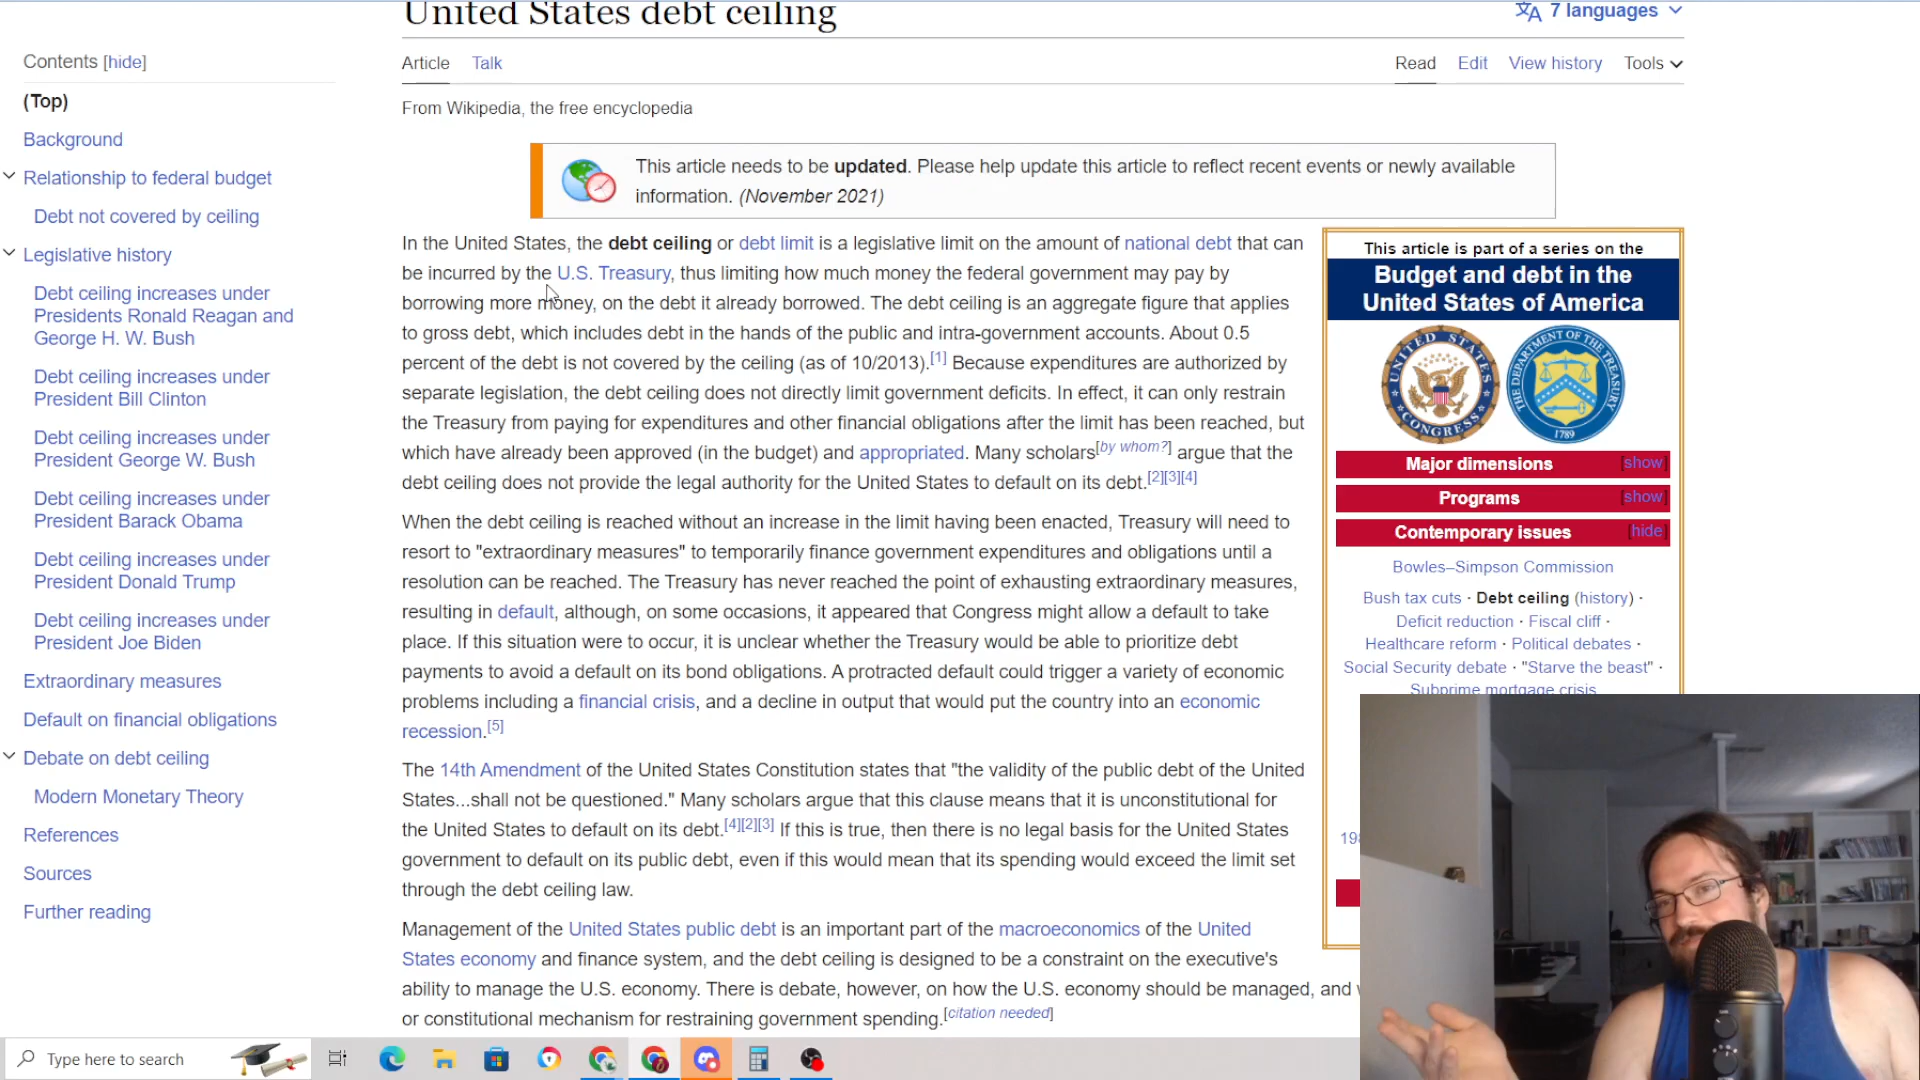 United States debt ceiling
7 languages
Contents [hide]
(Top)
Background
Relationship to federal budget
Debt not covered by ceiling
Legislative history
Debt ceiling increases under
Presidents Ronald Reagan and
George H. W. Bush
Debt ceiling increases under
President Bill Clinton
Debt ceiling increases under
President George W. Bush
Debt ceiling increases under
President Barack Obama
Debt ceiling increases under
President Donald Trump
Debt ceiling increases under
President Joe Biden
Extraordinary measures
Default on financial obligations
Debate on debt ceiling
Modern Monetary Theory
References
Sources
Further reading
Article Talk
Read Edit View history Tools
From Wikipedia, the free encyclopedia
This article needs to be updated. Please help update this article to reflect recent events or newly available
information. (November 2021)
In the United States, the debt ceiling or debt limit is a legislative limit on the amount of national debt that can
be incurred by the U.S. Treasury, thus limiting how much money the federal government may pay by
borrowing more money, on the debt it already borrowed. The debt ceiling is an aggregate figure that applies
to gross debt, which includes debt in the hands of the public and intra-government accounts. About 0.5
percent of the debt is not covered by the ceiling (as of 10/2013).[1] Because expenditures are authorized by
separate legislation, the debt ceiling does not directly limit government deficits. In effect, it can only restrain
the Treasury from paying for expenditures and other financial obligations after the limit has been reached, but
which have already been approved (in the budget) and appropriated. Many scholars[by whom?] argue that the
debt ceiling does not provide the legal authority for the United States to default on its debt.[2][3][4]
When the debt ceiling is reached without an increase in the limit having been enacted, Treasury will need to
resort to "extraordinary measures" to temporarily finance government expenditures and obligations until a
resolution can be reached. The Treasury has never reached the point of exhausting extraordinary measures,
resulting in default, although, on some occasions, it appeared that Congress might allow a default to take
place. If this situation were to occur, it is unclear whether the Treasury would be able to prioritize debt
payments to avoid a default on its bond obligations. A protracted default could trigger a variety of economic
problems including a financial crisis, and a decline in output that would put the country into an economic
recession.[5]
The 14th Amendment of the United States Constitution states that "the validity of the public debt of the United
States...shall not be questioned." Many scholars argue that this clause means that it is unconstitutional for
the United States to default on its debt.[4][2][3] If this is true, then there is no legal basis for the United States
government to default on its public debt, even if this would mean that its spending would exceed the limit set
through the debt ceiling law.
Management of the United States public debt is an important part of the macroeconomics of the United
States economy and finance system, and the debt ceiling is designed to be a constraint on the executive's
ability to manage the U.S. economy. There is debate, however, on how the U.S. economy should be managed, and
or constitutional mechanism for restraining government spending.[citation needed]
This article is part of a series on the
Budget and debt in the
United States of America
UNITED STATES CONGRESS
THE DEPARTMENT OF THE TREASURY 1789
Major dimensions [show]
Programs [show]
Contemporary issues [hide]
Bowles–Simpson Commission
Bush tax cuts · Debt ceiling (history) ·
Deficit reduction · Fiscal cliff ·
Healthcare reform · Political debates ·
Social Security debate · "Starve the beast" ·
Subprime mortgage crisis
Type here to search